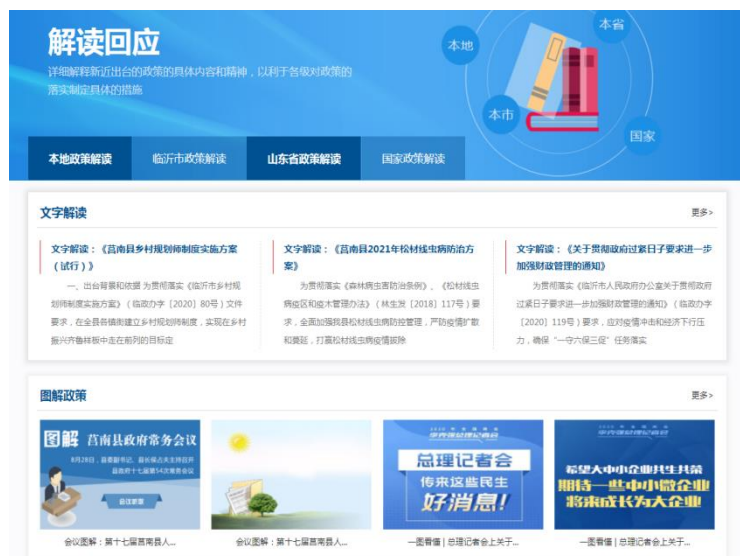 解读回应
详细解释新近出台的政策的具体内容和精神，以利于各级对政策的
落实制定具体的措施
本地
本省
本市
国家
本地政策解读
临沂市政策解读
山东省政策解读
国家政策解读
文字解读
更多>
文字解读：《莒南县乡村规划师制度实施方案
（试行）》
一、出台背景和依据 为贯彻落实《临沂市乡村规
划师制度实施方案》（临政办字〔2020〕80号）文件
要求，在全县各镇街建立乡村规划师制度，实现在乡村
振兴齐鲁样板中走在前列的目标定
文字解读：《莒南县2021年松材线虫病防治方
案》
为贯彻落实《森林病虫害防治条例》、《松材线虫
病疫区和疫木管理办法》（林生发〔2018〕117号）要
求，全面加强我县松材线虫病防控管理，严防疫情扩散
和蔓延，打赢松材线虫病疫情拔除
文字解读：《关于贯彻政府过紧日子要求进一步
加强财政管理的通知》
为贯彻落实《临沂市人民政府办公室关于贯彻政府
过紧日子要求进一步加强财政管理的通知》（临政办字
〔2020〕119号）要求，应对疫情冲击和经济下行压
力，确保“一守六保三促”任务落实
图解政策
更多>
图解 莒南县政府常务会议
县政府十七届第54次常务会议
会议图解
总理记者会
传来这些民生
好消息!
希望大中小企业共生共荣
期待一些中小微企业
将来成长为大企业
会议图解：第十七届莒南县人...
会议图解：第十七届莒南县人...
一图看懂 | 总理记者会上关于...
一图看懂 | 总理记者会上关于...